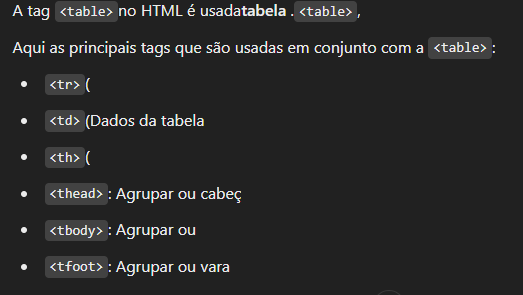 A tag <table> no HTML é usada tabela . <table>,
Aqui as principais tags que são usadas em conjunto com a <table>:
<tr> (
<td> (Dados da tabela
<th> (
<thead>: Agrupar ou cabeç
<tbody>: Agrupar ou
<tfoot>: Agrupar ou vara